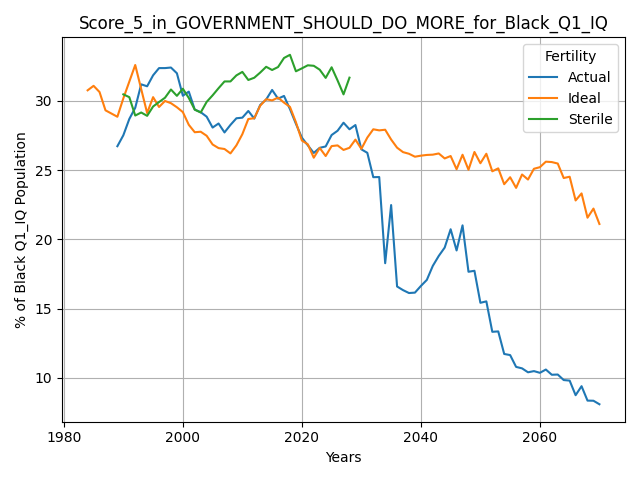 Score_5_in_GOVERNMENT_SHOULD_DO_MORE_for_Black_Q1_IQ
Fertility
Actual
Ideal
Sterile
% of Black Q1_IQ Population
30
25
20
15
10
1980
2000
2020
2040
2060
Years